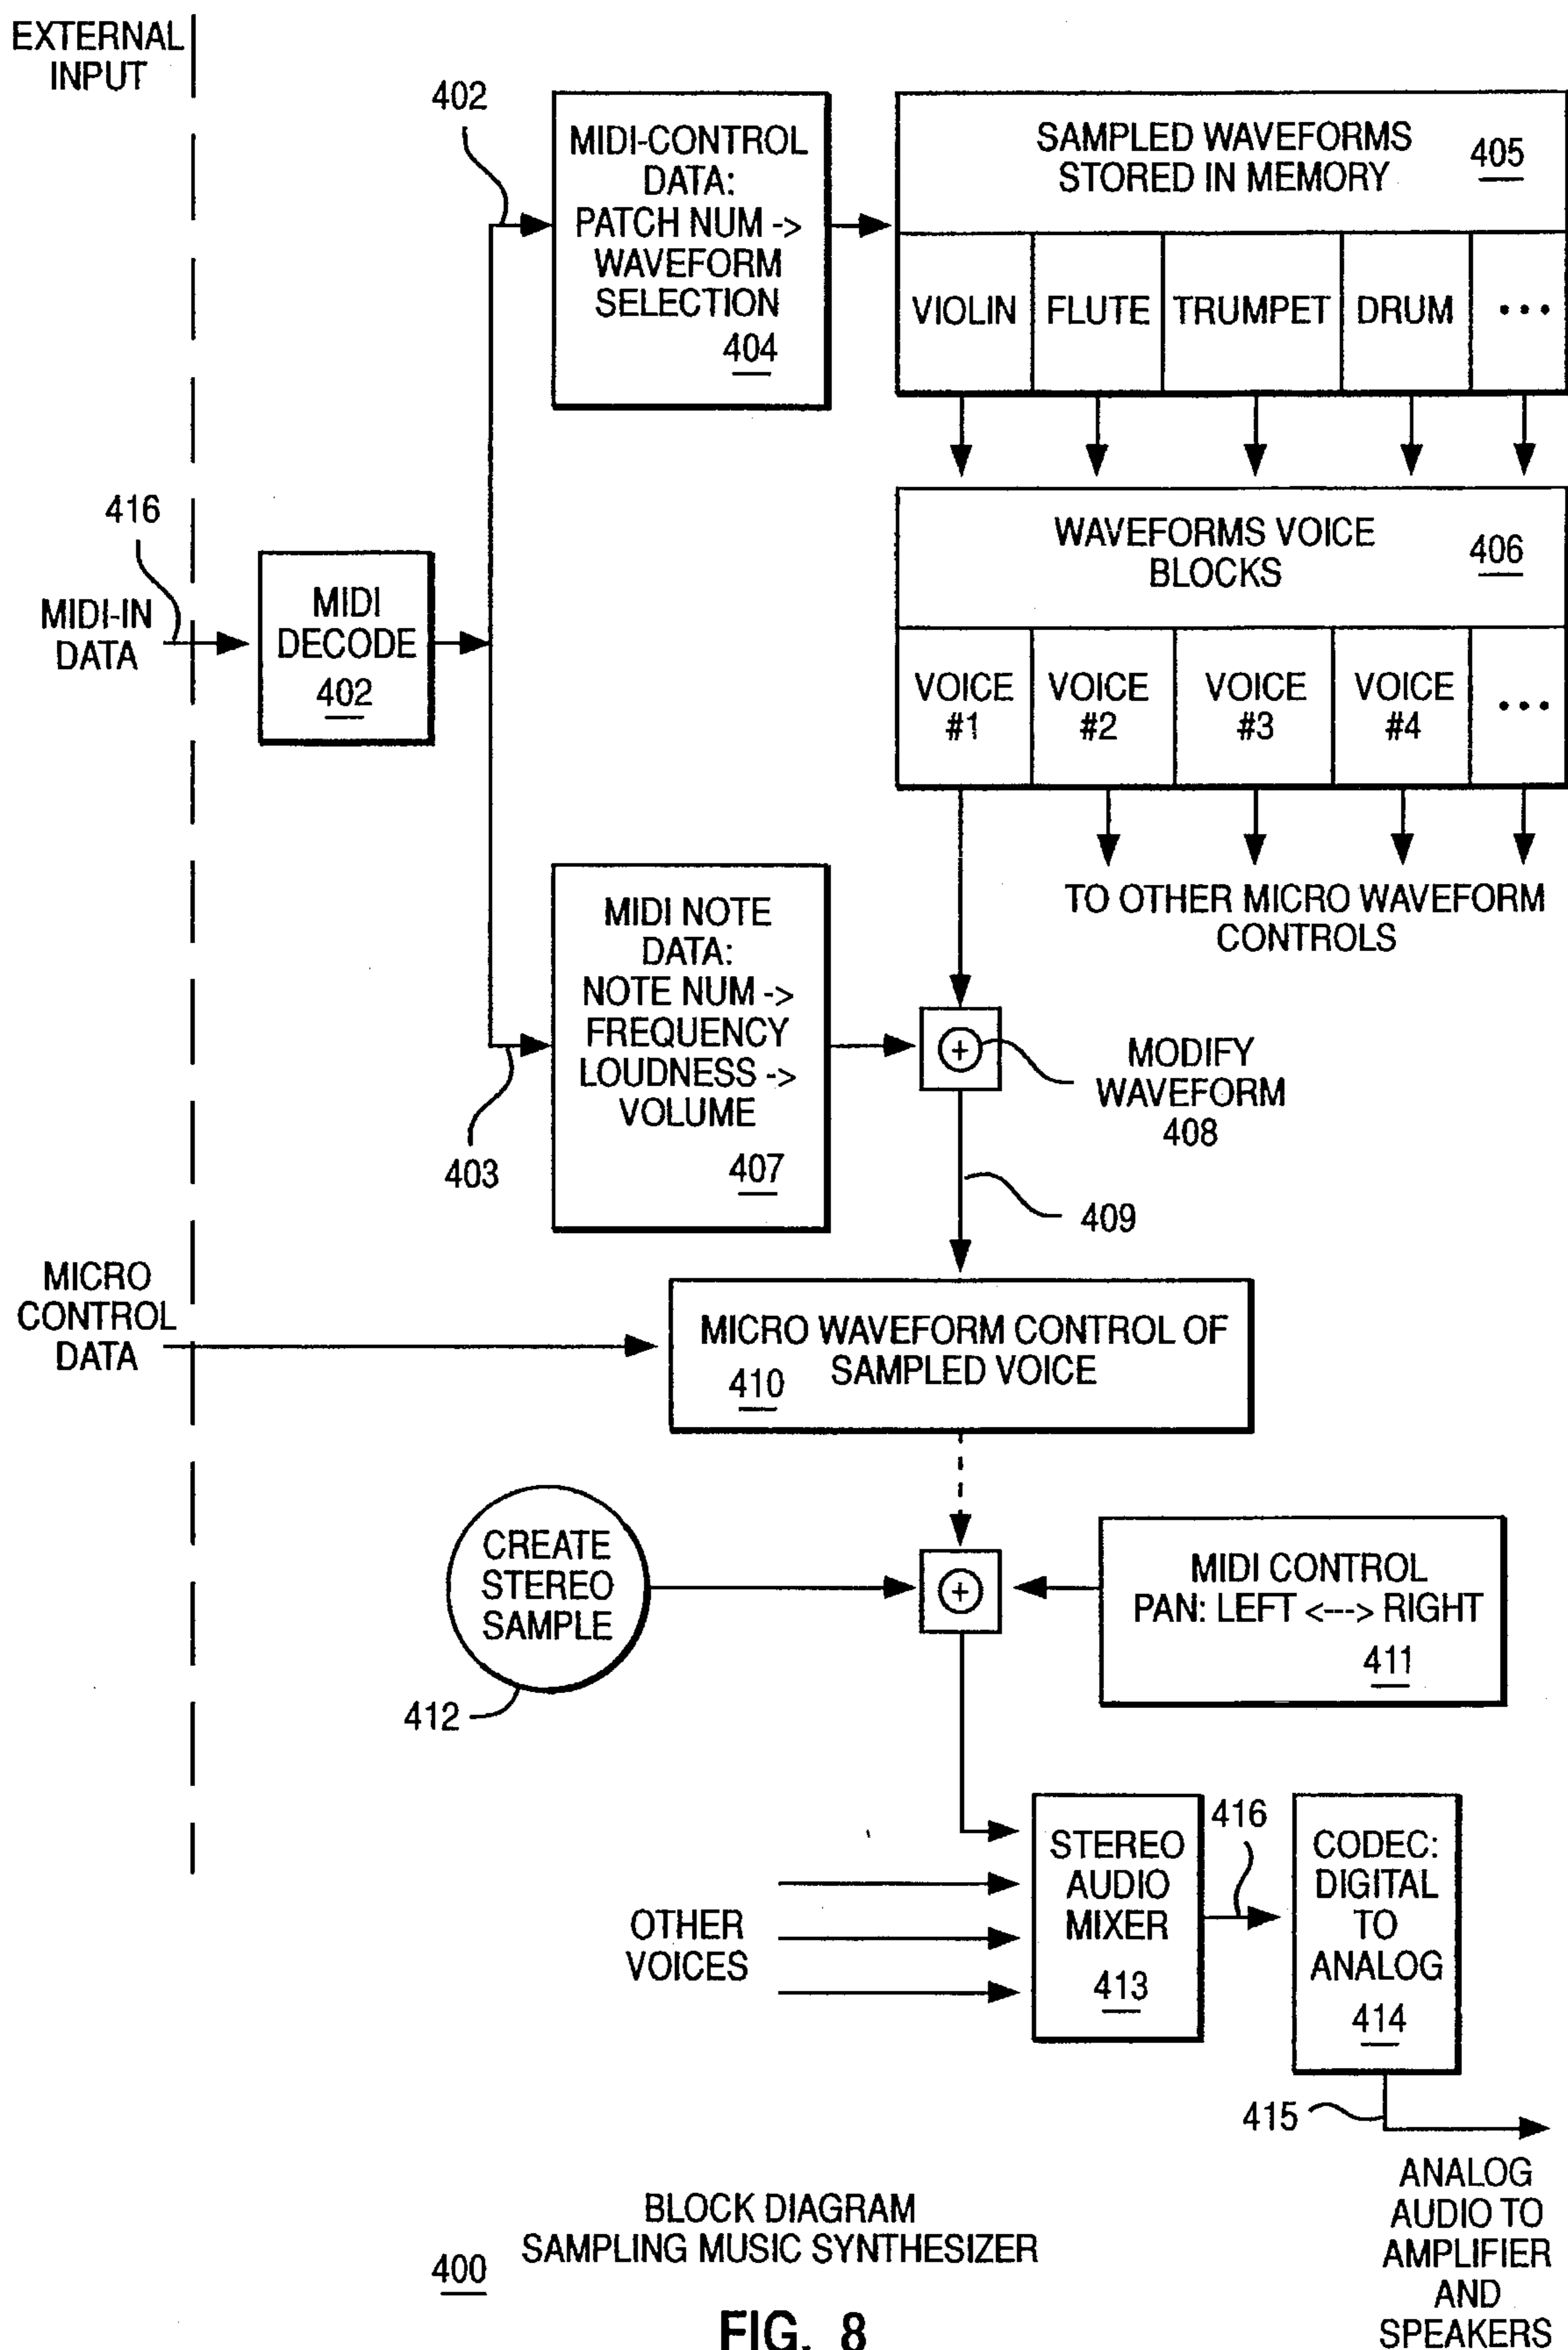 EXTERNAL
INPUT
402
MIDI-CONTROL
DATA:
PATCH NUM ->
WAVEFORM
SELECTION
404
SAMPLED WAVEFORMS
STORED IN MEMORY
405
VIOLIN
FLUTE
TRUMPET
DRUM
...
416
MIDI-IN
DATA
MIDI
DECODE
402
WAVEFORMS VOICE
BLOCKS
406
VOICE
#1
VOICE
#2
VOICE
#3
VOICE
#4
...
TO OTHER MICRO WAVEFORM
CONTROLS
MIDI NOTE
DATA:
NOTE NUM ->
FREQUENCY
LOUDNESS ->
VOLUME
407
403
+
MODIFY
WAVEFORM
408
409
MICRO
CONTROL
DATA
MICRO WAVEFORM CONTROL OF
SAMPLED VOICE
410
CREATE
STEREO
SAMPLE
412
+
MIDI CONTROL
PAN: LEFT <---> RIGHT
411
OTHER
VOICES
STEREO
AUDIO
MIXER
413
416
CODEC:
DIGITAL
TO
ANALOG
414
415
ANALOG
AUDIO TO
AMPLIFIER
AND
SPEAKERS
BLOCK DIAGRAM
SAMPLING MUSIC SYNTHESIZER
400
FIG. 8